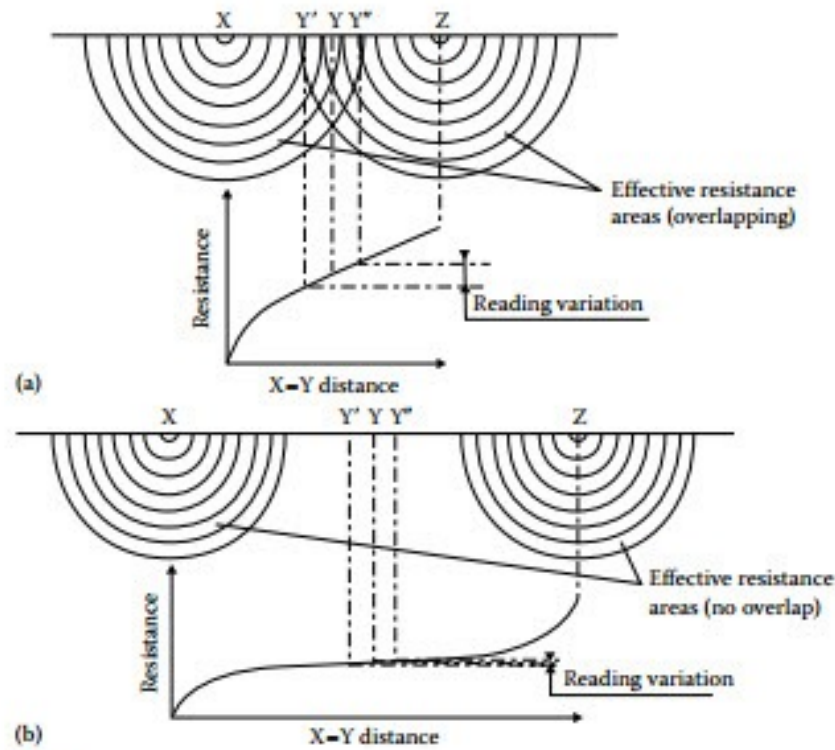 X Y' Y Y" Z
Effective resistance
areas (overlapping)
Resistance
Reading variation
(a)
X–Y distance
X Y' Y Y" Z
Effective resistance
areas (no overlap)
Resistance
Reading variation
(b)
X–Y distance